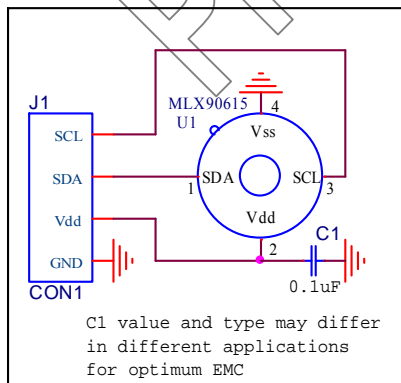 J1
MLX90615
U1
4
Vss
SCL
SDA
1
SDA
SCL
3
Vdd
Vdd
2
C1
GND
0.1uF
CON1
C1 value and type may differ
in different applications
for optimum EMC